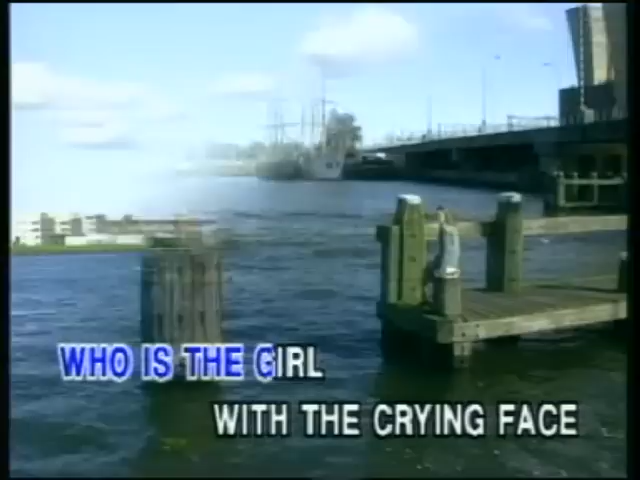 WHO IS THE GIRL
WITH THE CRYING FACE